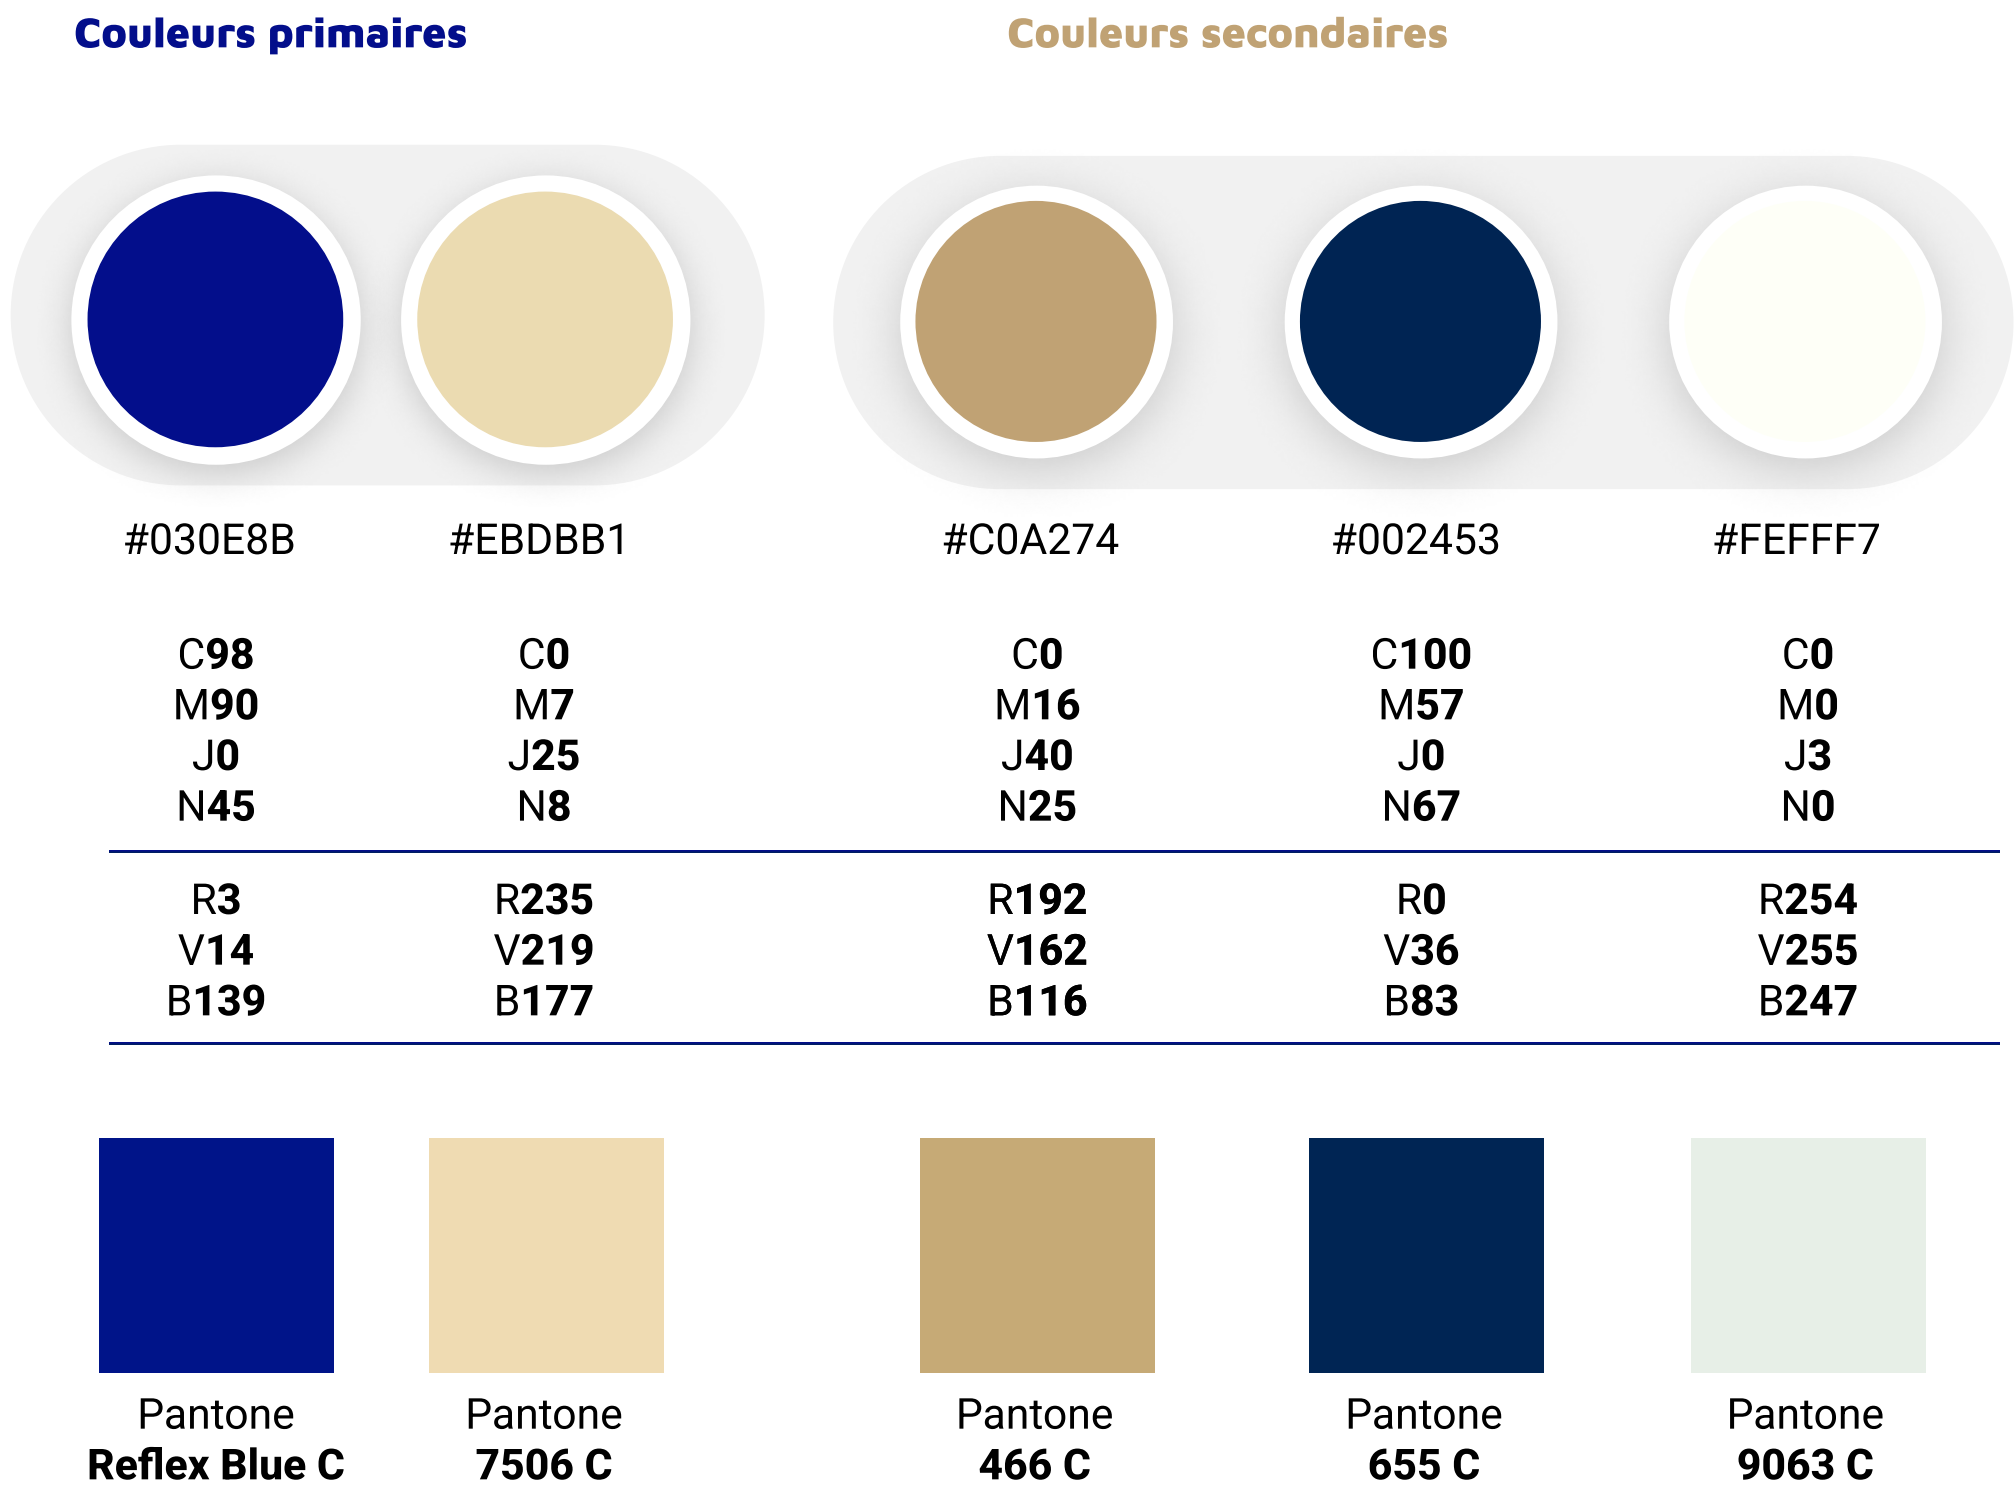 Couleurs primaires
Couleurs secondaires
#030E8B
#EBDBB1
#C0A274
#002453
#FEFFF7
C98
M90
J0
N45
C0
M7
J25
N8
C0
M16
J40
N25
C100
M57
J0
N67
C0
M0
J3
N0
R3
V14
B139
R235
V219
B177
R192
V162
B116
R0
V36
B83
R254
V255
B247
Pantone
Reflex Blue C
Pantone
7506 C
Pantone
466 C
Pantone
655 C
Pantone
9063 C